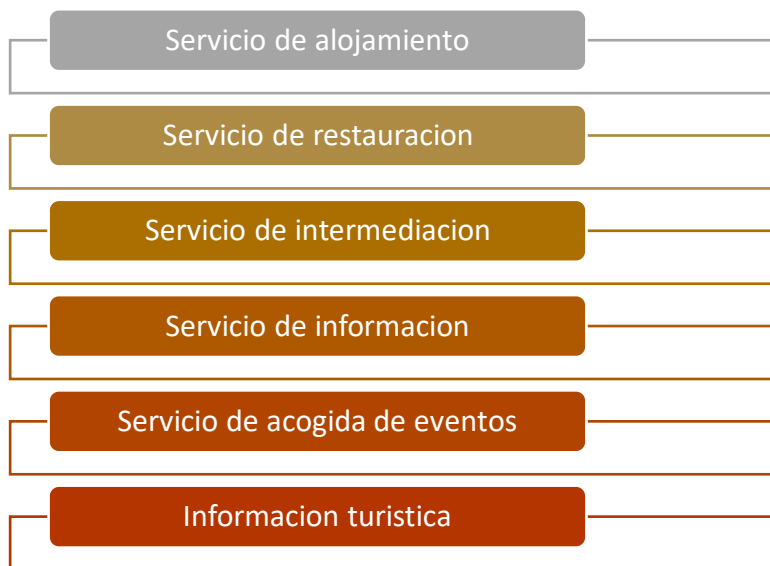 Servicio de alojamiento
Servicio de restauracion
Servicio de intermediacion
Servicio de informacion
Servicio de acogida de eventos
Informacion turistica